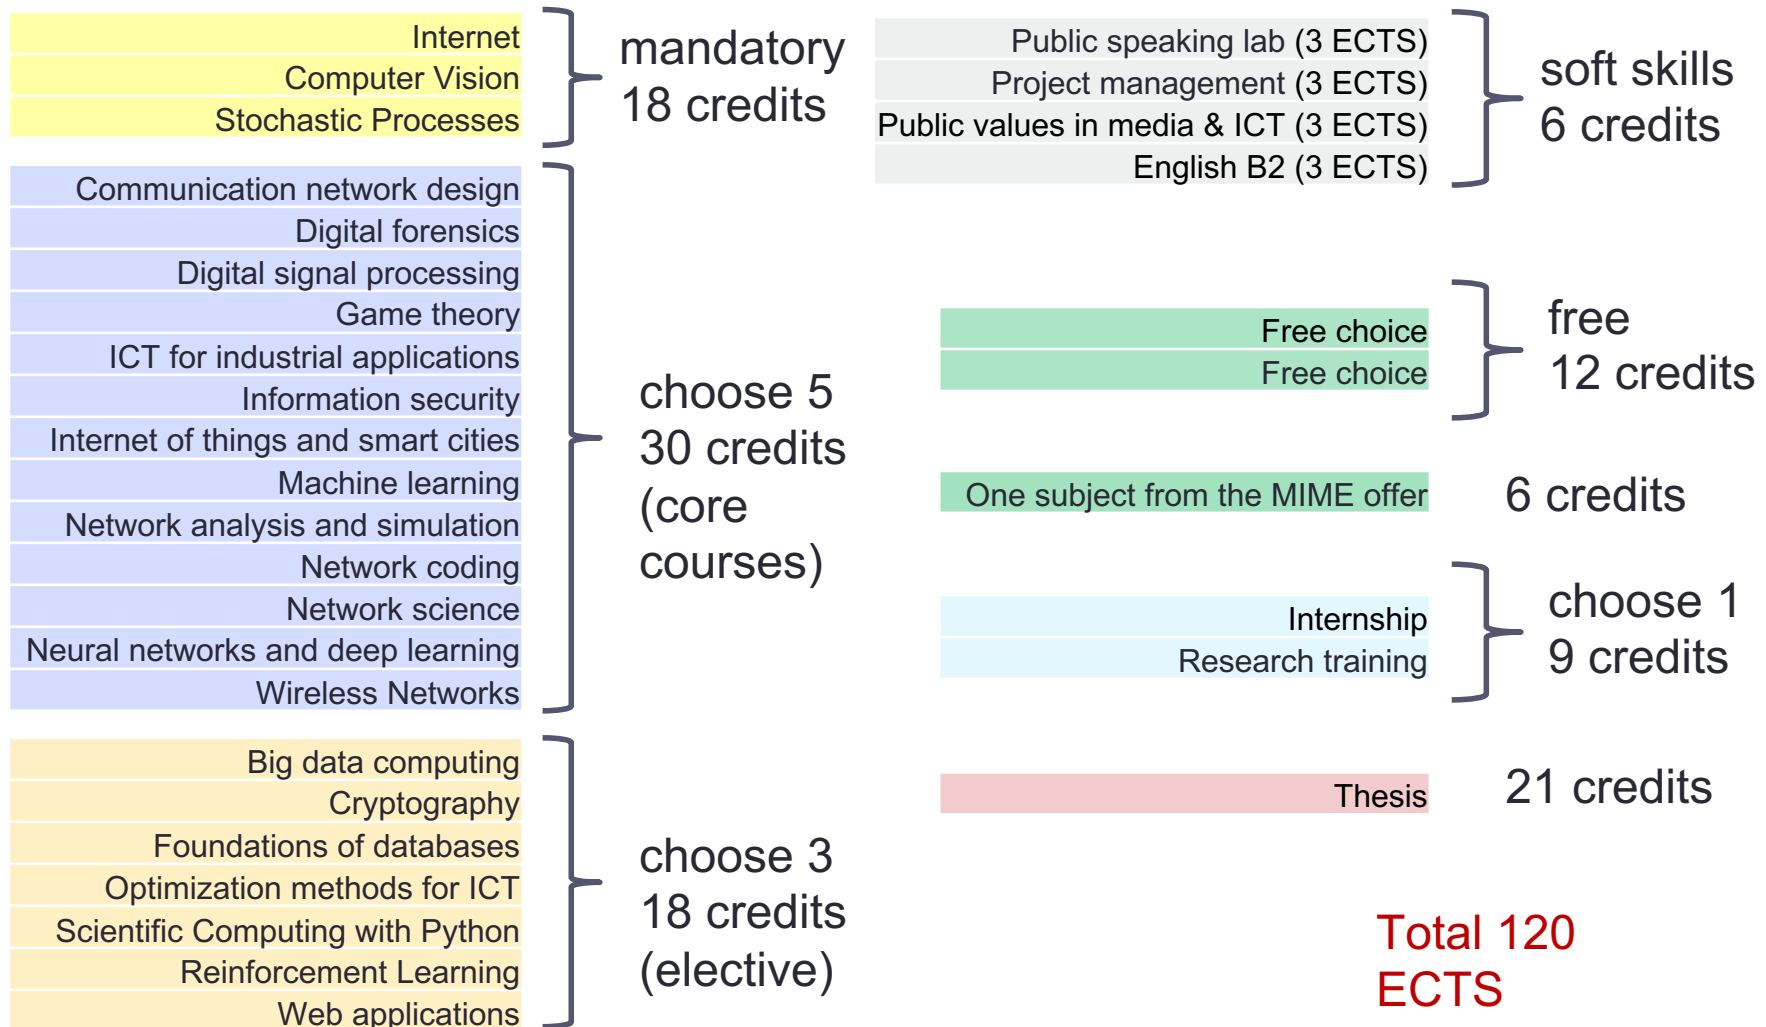 Internet
Computer Vision
Stochastic Processes
mandatory
18 credits
Communication network design
Digital forensics
Digital signal processing
Game theory
ICT for industrial applications
Information security
Internet of things and smart cities
Machine learning
Network analysis and simulation
Network coding
Network science
Neural networks and deep learning
Wireless Networks
choose 5
30 credits
(core
courses)
Big data computing
Cryptography
Foundations of databases
Optimization methods for ICT
Scientific Computing with Python
Reinforcement Learning
Web applications
choose 3
18 credits
(elective)
Public speaking lab (3 ECTS)
Project management (3 ECTS)
Public values in media & ICT (3 ECTS)
English B2 (3 ECTS)
soft skills
6 credits
Free choice
Free choice
free
12 credits
One subject from the MIME offer
6 credits
Internship
Research training
choose 1
9 credits
Thesis
21 credits
Total 120
ECTS